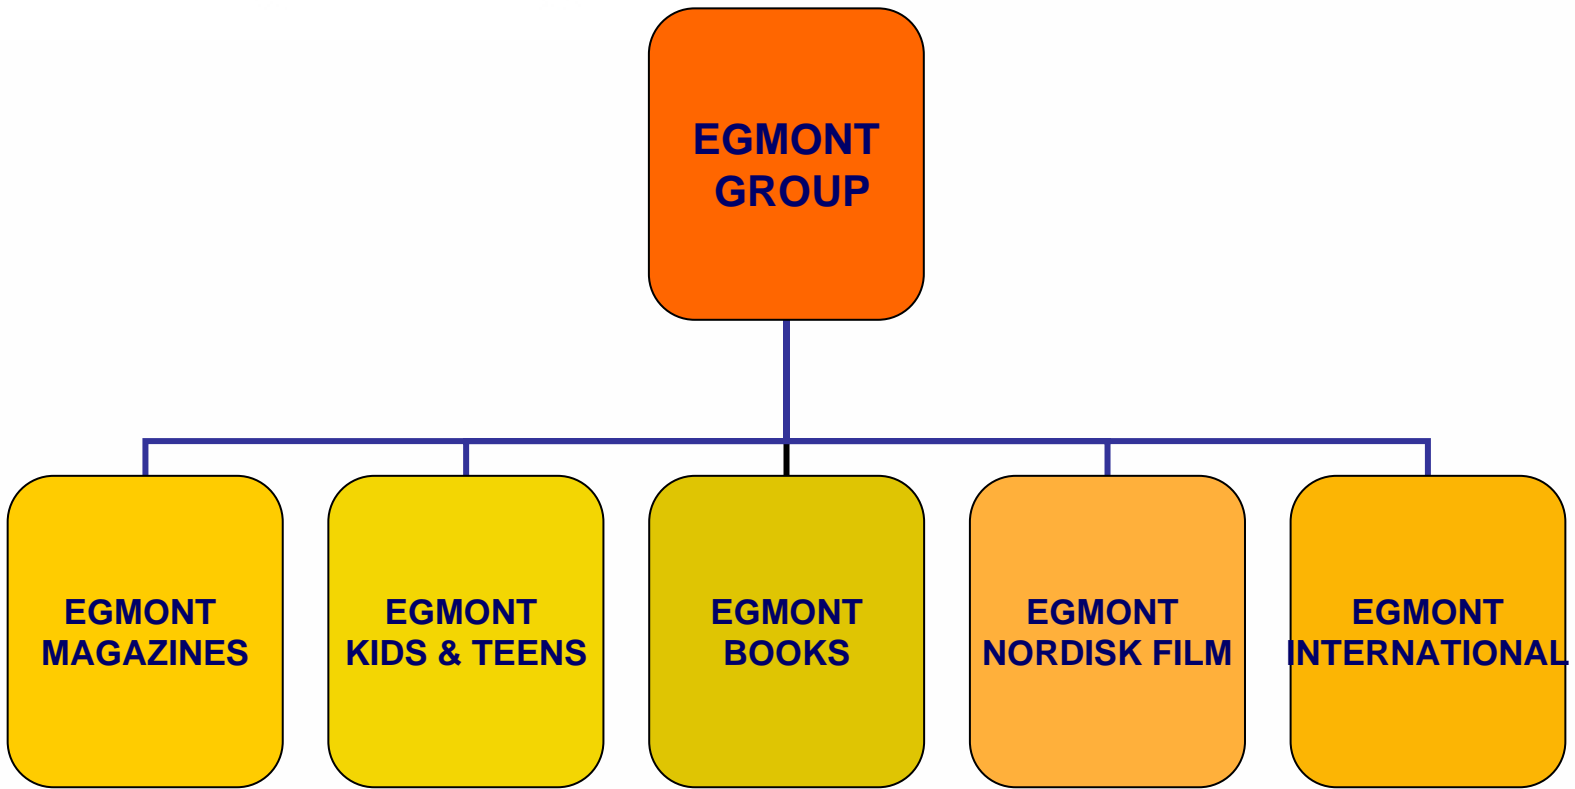 EGMONT
GROUP
EGMONT
MAGAZINES
EGMONT
KIDS & TEENS
EGMONT
BOOKS
EGMONT
NORDISK FILM
EGMONT
INTERNATIONAL